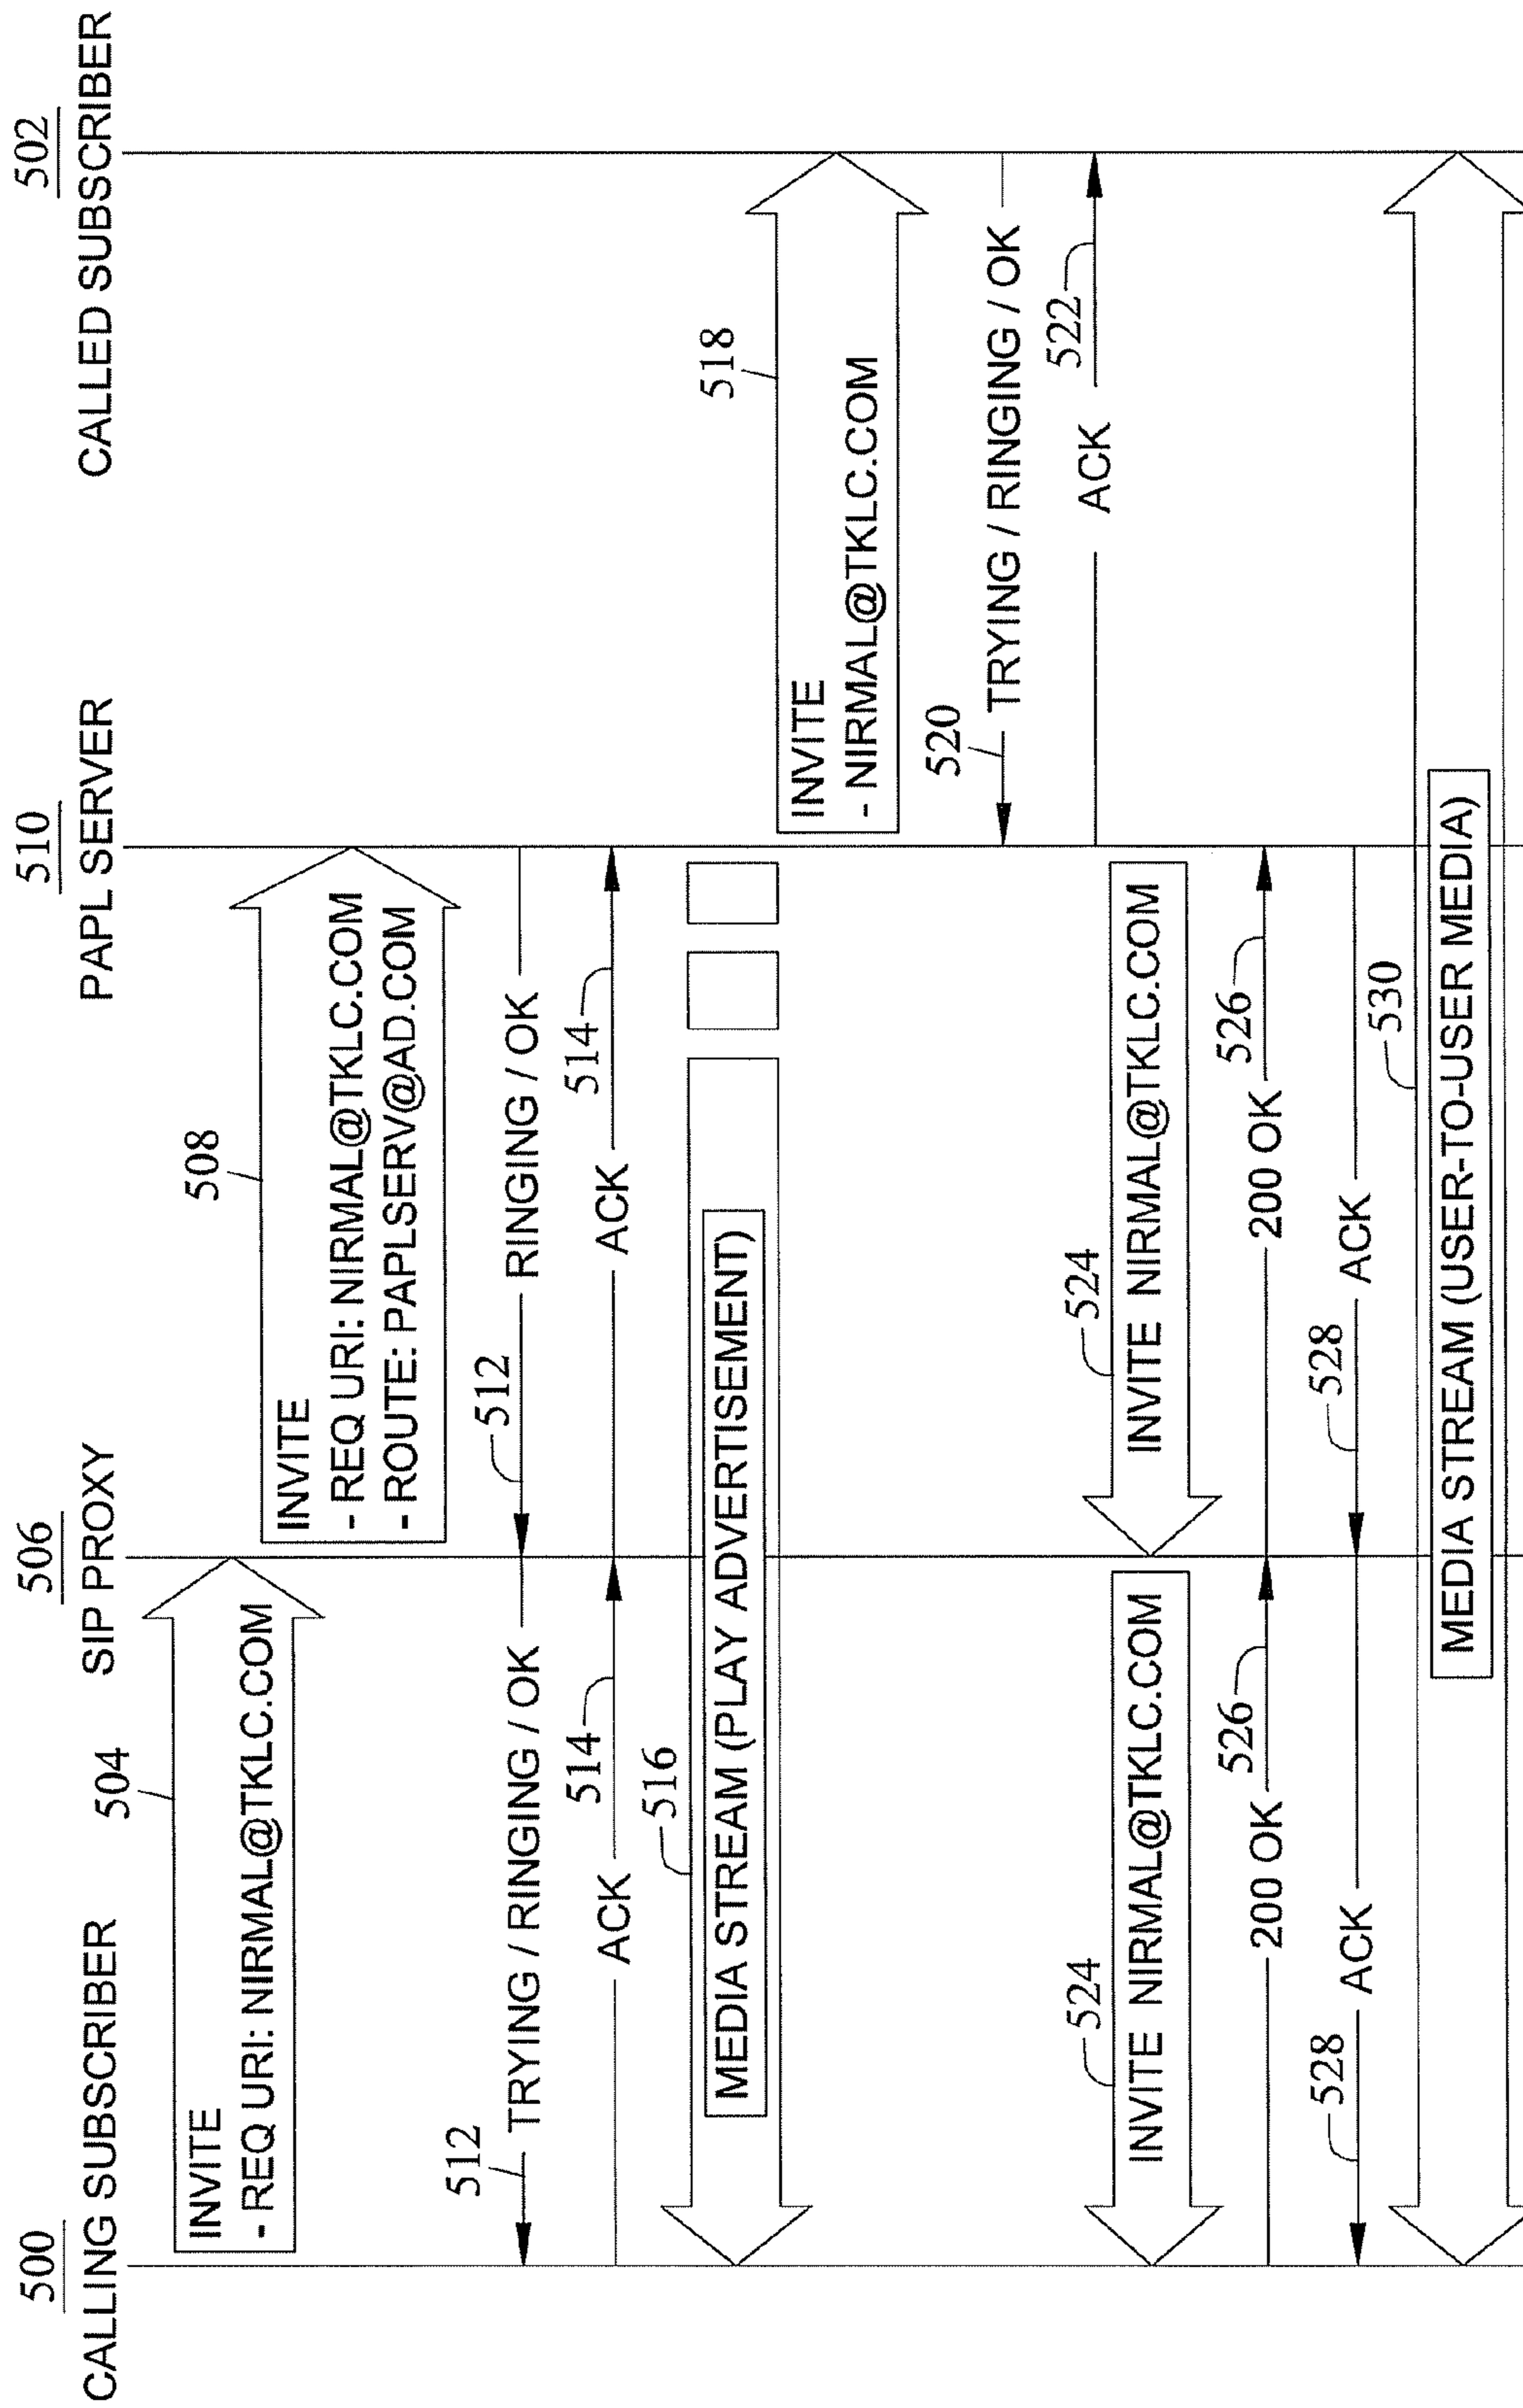 500
CALLING SUBSCRIBER
506
SIP PROXY
510
PAPL SERVER
502
CALLED SUBSCRIBER
504
INVITE
- REQ URI: NIRMAL@TKLC.COM
508
INVITE
- REQ URI: NIRMAL@TKLC.COM
- ROUTE: PAPLSERV@AD.COM
512
TRYING / RINGING / OK
512
RINGING / OK
514
ACK
514
ACK
516
MEDIA STREAM (PLAY ADVERTISEMENT)
518
INVITE
- NIRMAL@TKLC.COM
520
TRYING / RINGING / OK
522
ACK
524
INVITE NIRMAL@TKLC.COM
524
INVITE NIRMAL@TKLC.COM
526
200 OK
526
200 OK
528
ACK
528
ACK
530
MEDIA STREAM (USER-TO-USER MEDIA)